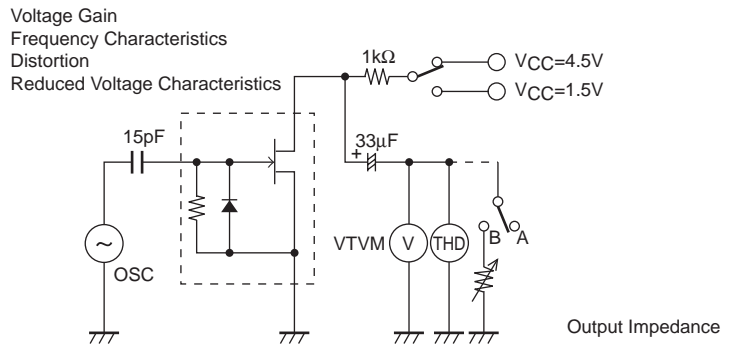 Voltage Gain
Frequency Characteristics
Distortion
Reduced Voltage Characteristics
1kΩ
VCC=4.5V
VCC=1.5V
15pF
33μF
+
OSC
~
VTVM
V
THD
B
A
Output Impedance